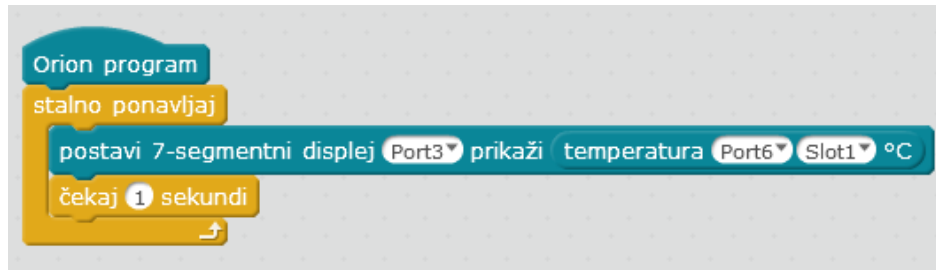 Orion program
stalno ponavljaj
postavi 7-segmentni displej Port3 prikaži temperatura Port6 Slot1 °C
čekaj 1 sekundi